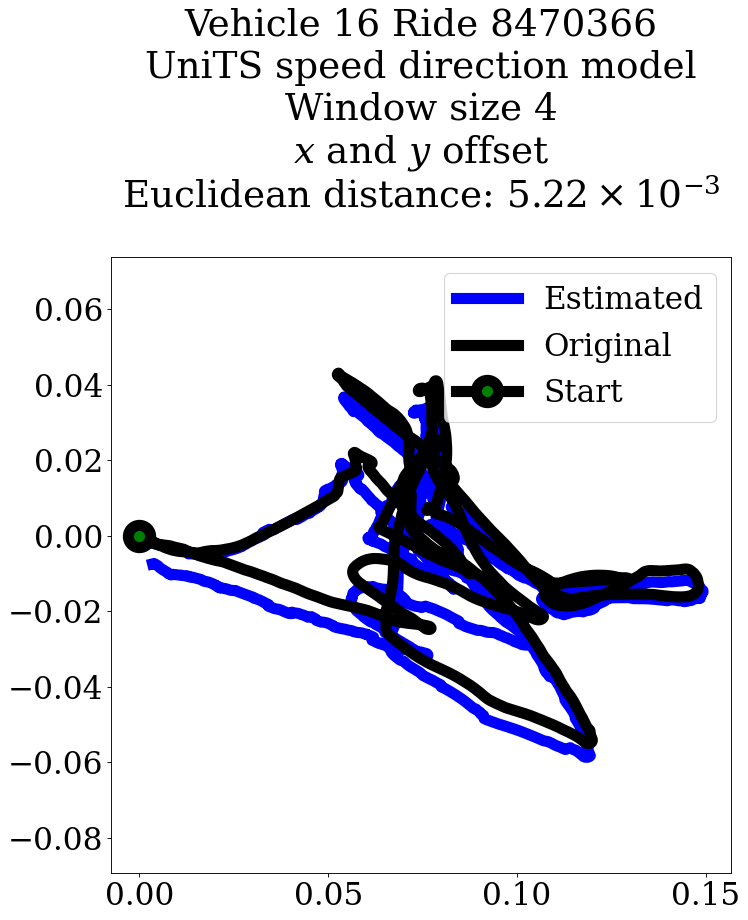 Vehicle 16 Ride 8470366
UniTS speed direction model
Window size 4
x and y offset
Euclidean distance: 5.22 × 10⁻³
Estimated
Original
Start
0.06
0.04
0.02
0.00
−0.02
−0.04
−0.06
−0.08
0.00 0.05 0.10 0.15